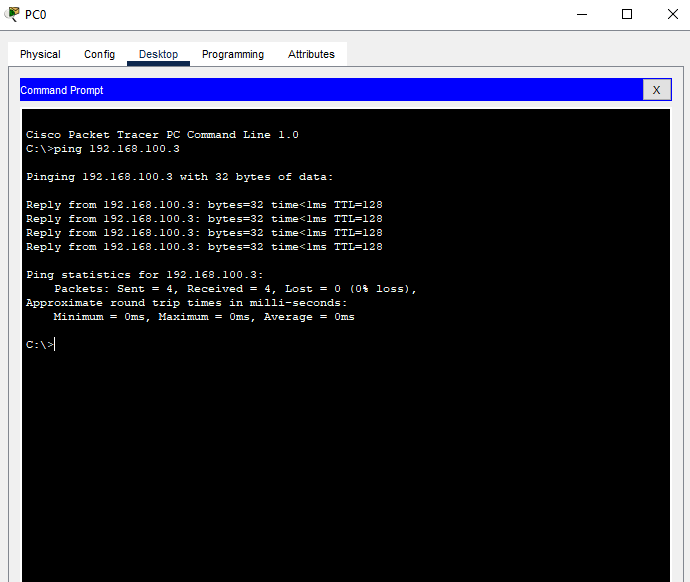 PC0
Physical Config Desktop Programming Attributes
Command Prompt X
Cisco Packet Tracer PC Command Line 1.0
C:\>ping 192.168.100.3
Pinging 192.168.100.3 with 32 bytes of data:
Reply from 192.168.100.3: bytes=32 time<1ms TTL=128
Reply from 192.168.100.3: bytes=32 time<1ms TTL=128
Reply from 192.168.100.3: bytes=32 time<1ms TTL=128
Reply from 192.168.100.3: bytes=32 time<1ms TTL=128
Ping statistics for 192.168.100.3:
Packets: Sent = 4, Received = 4, Lost = 0 (0% loss),
Approximate round trip times in milli-seconds:
Minimum = 0ms, Maximum = 0ms, Average = 0ms
C:\>